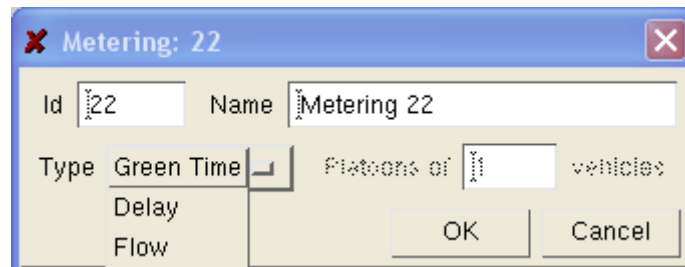 Metering: 22
Id 22 Name Metering 22
Type Green Time Platoons of 1 vehicles
Delay
Flow
OK Cancel